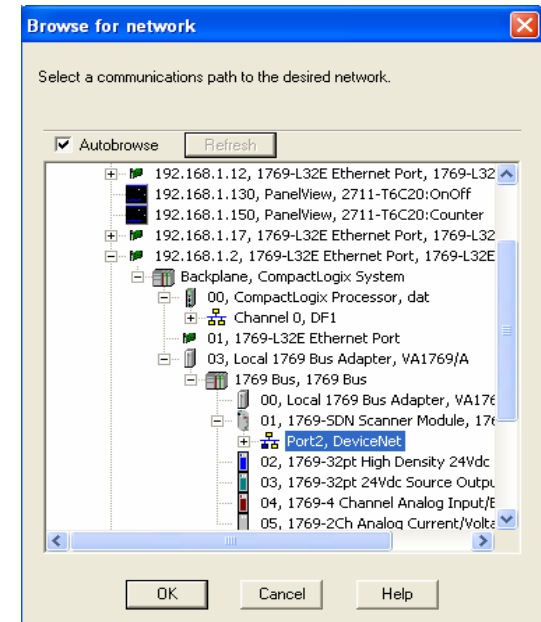 Browse for network
Select a communications path to the desired network.
Autobrowse Refresh
192.168.1.12, 1769-L32E Ethernet Port, 1769-L32
192.168.1.130, PanelView, 2711-T6C20:OnOff
192.168.1.150, PanelView, 2711-T6C20:Counter
192.168.1.17, 1769-L32E Ethernet Port, 1769-L32
192.168.1.2, 1769-L32E Ethernet Port, 1769-L32E
Backplane, CompactLogix System
00, CompactLogix Processor, dat
Channel 0, DF1
01, 1769-L32E Ethernet Port
03, Local 1769 Bus Adapter, VA1769/A
1769 Bus, 1769 Bus
00, Local 1769 Bus Adapter, VA176
01, 1769-SDN Scanner Module, 176
Port2, DeviceNet
02, 1769-32pt High Density 24Vdc
03, 1769-32pt 24Vdc Source Outpu
04, 1769-4 Channel Analog Input/E
05, 1769-2Ch Analog Current/Volta
OK Cancel Help